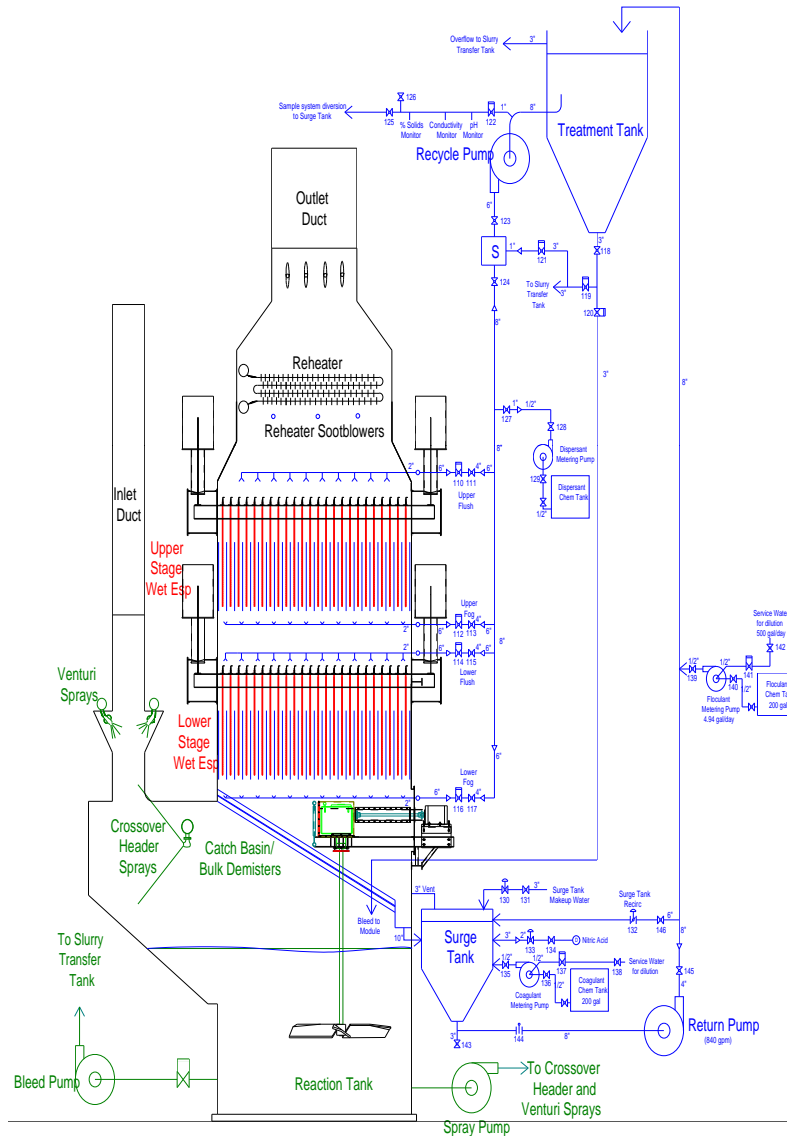 Overflow to Slurry
Transfer Tank
3"
126
Sample system diversion
to Surge Tank
125
% Solids
Monitor
Conductivity
Monitor
pH
Monitor
122
1"
8"
Treatment Tank
Recycle Pump
6"
123
S
1"
121
3"
3"
118
124
To Slurry
Transfer
Tank
3"
119
120
8"
3"
8"
Outlet
Duct
Reheater
Reheater Sootblowers
127
1"
1/2"
128
Dispersant
Metering Pump
129
1/2"
Dispersant
Chem Tank
8"
2"
6"
110
111
4"
6"
Upper
Flush
Inlet
Duct
Upper
Stage
Wet Esp
Upper
Fog
2"
6"
112
113
4"
6"
2"
6"
114
115
4"
6"
Lower
Flush
8"
Service Water
for dilution
500 gal/day
142
1/2"
139
1/2"
141
140
1/2"
Floculant
Metering Pump
4.94 gal/day
Chem Ta
200 gal
Venturi
Sprays
Lower
Stage
Wet Esp
6"
Lower
Fog
6"
2"
116
117
4"
6"
Crossover
Header
Sprays
Catch Basin/
Bulk Demisters
3" Vent
130
131
3"
Surge Tank
Makeup Water
Surge Tank
Recirc
132
146
6"
8"
Bleed to
Module
10"
Surge
Tank
3"
2"
133
134
Nitric Acid
1/2"
135
1/2"
137
138
Service Water
for dilution
136
1/2"
Coagulant
Metering Pump
Coagulant
Chem Tank
200 gal
145
4"
To Slurry
Transfer
Tank
3"
143
144
8"
Return Pump
(840 gpm)
Bleed Pump
Reaction Tank
Spray Pump
To Crossover
Header and
Venturi Sprays